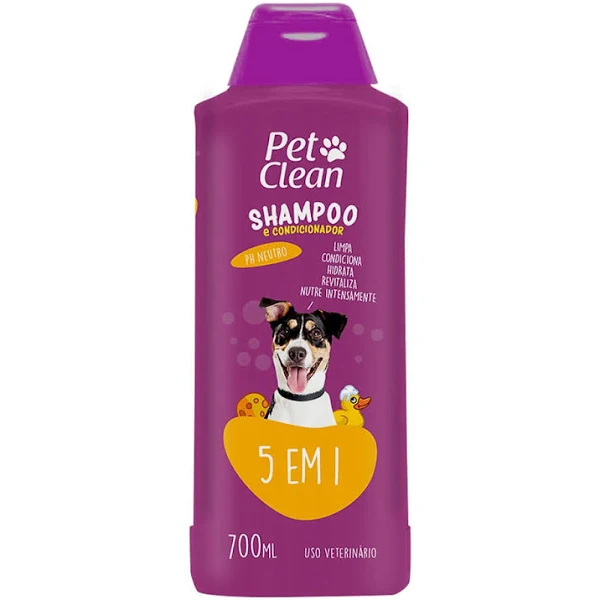 Pet
Clean
SHAMPOO
e CONDICIONADOR
PH NEUTRO
LIMPA
CONDICIONA
HIDRATA
REVITALIZA
NUTRE INTENSAMENTE
5 EM 1
700ML
USO VETERINÁRIO